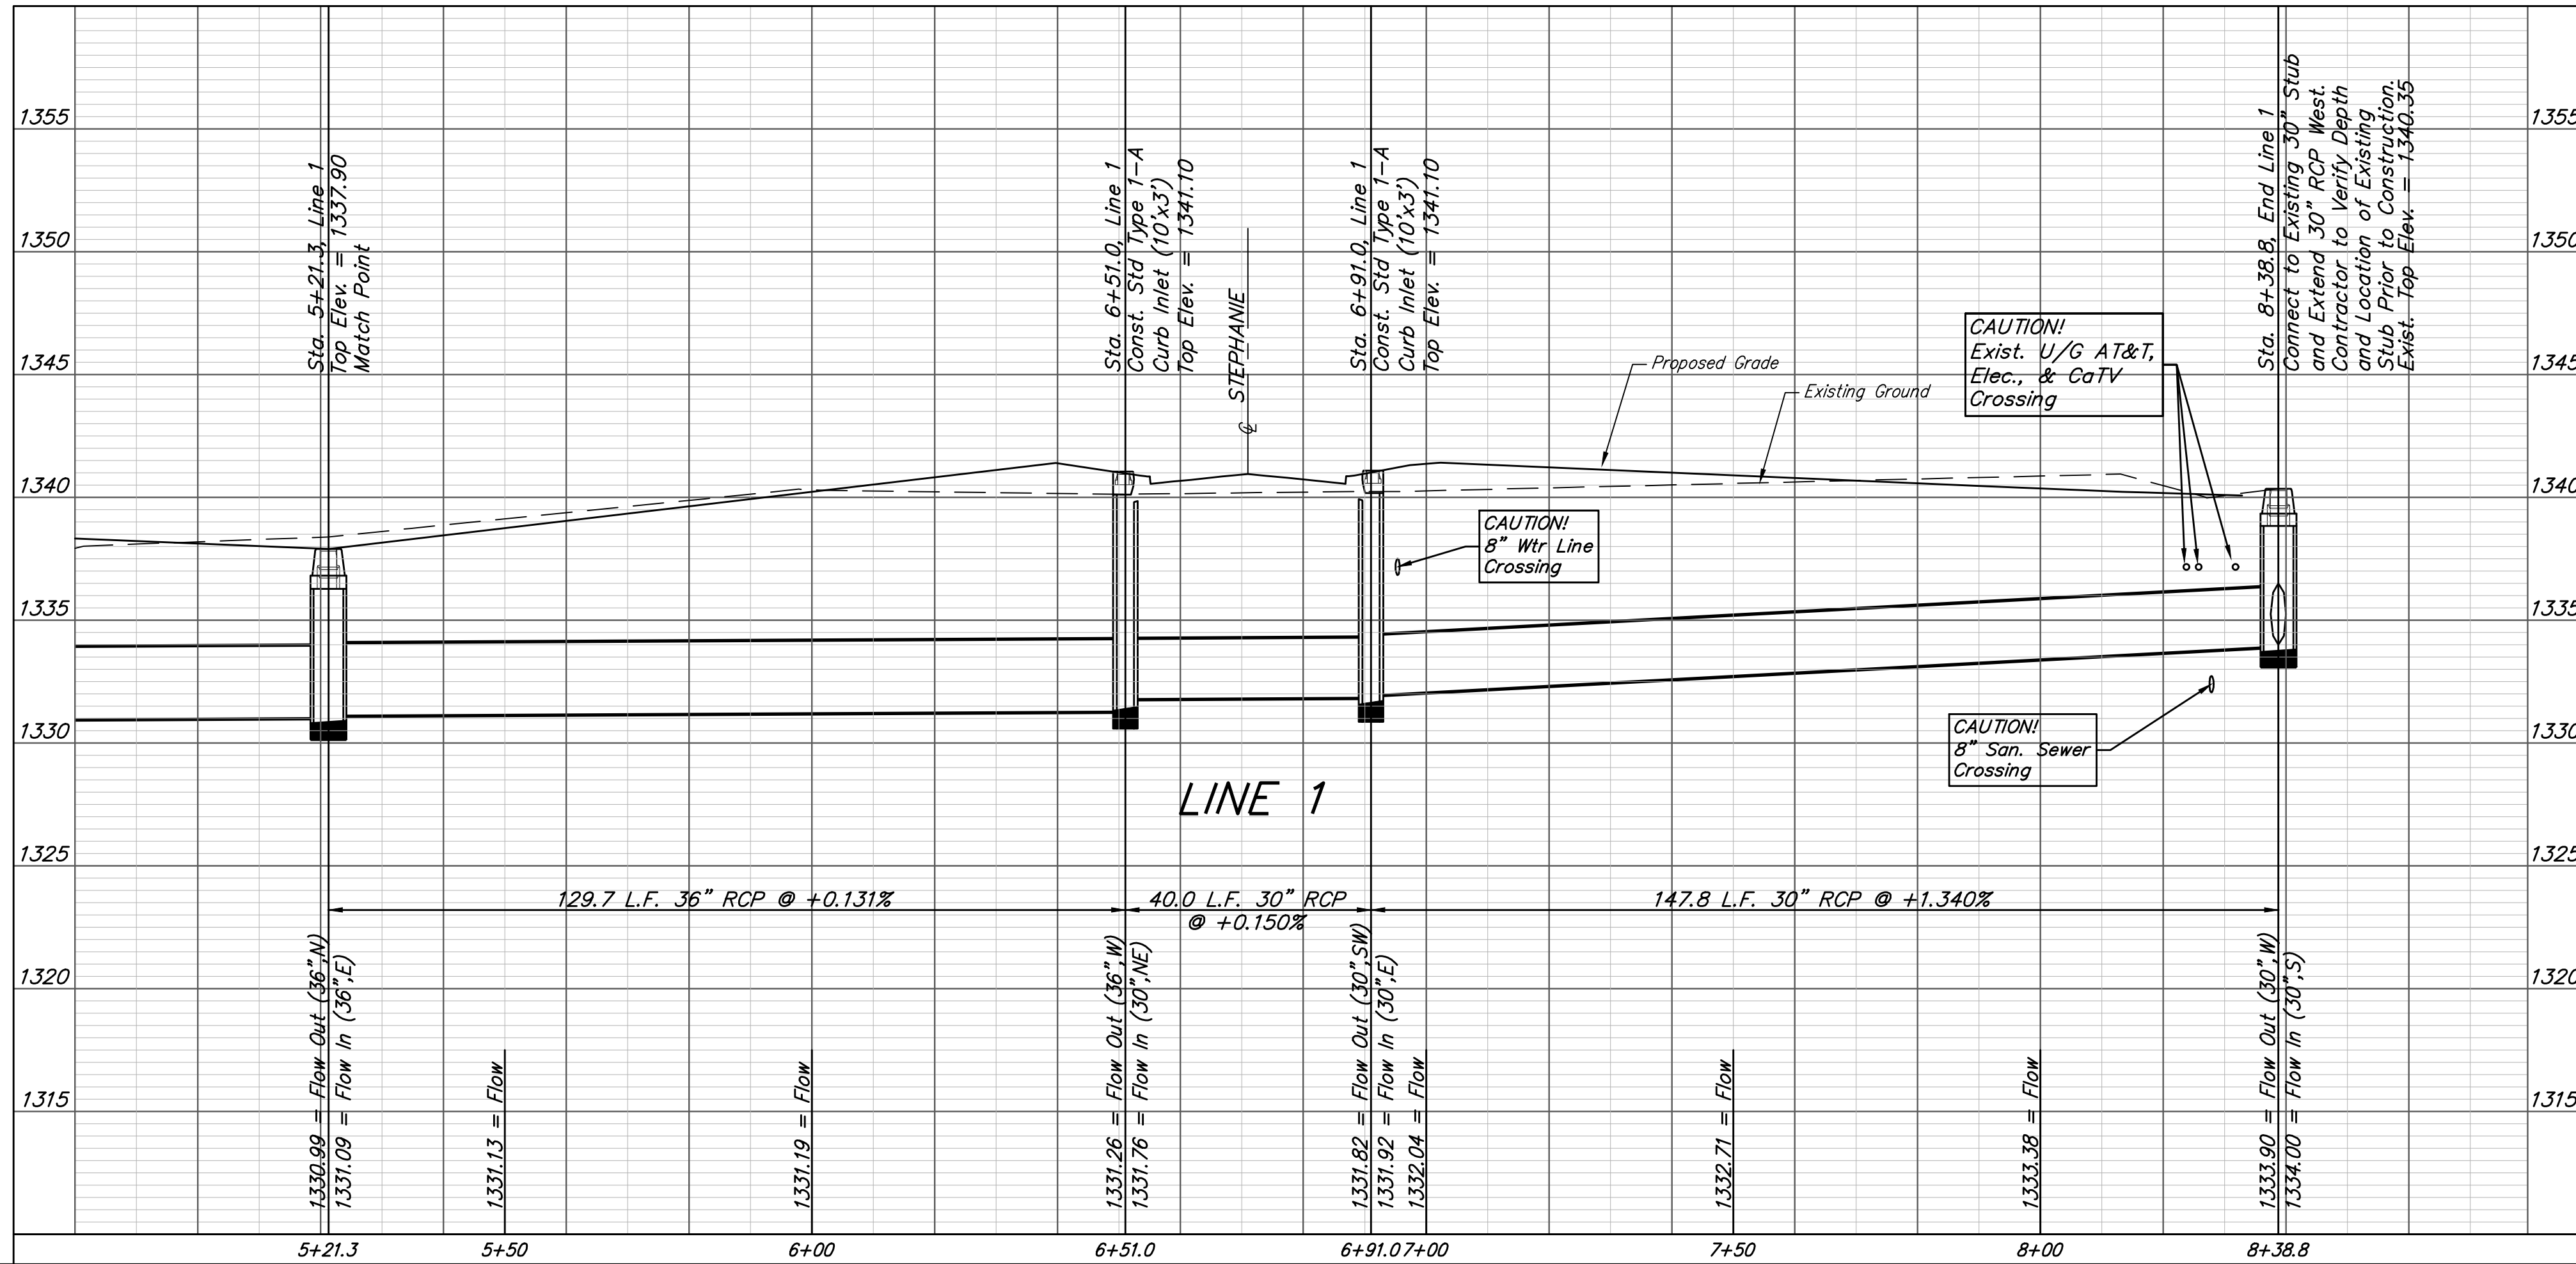 1355
1350
1345
1340
1335
1330
1325
1320
1315
Sta. 5+21.3, Line 1
Top Elev. = 1337.90
Match Point
Sta. 6+51.0, Line 1
Const. Std Type 1-A
Curb Inlet (10'x3')
Top Elev. = 1341.10
℄ STEPHANIE
Sta. 6+91.0, Line 1
Const. Std Type 1-A
Curb Inlet (10'x3')
Top Elev. = 1341.10
Proposed Grade
Existing Ground
CAUTION!
Exist. U/G AT&T,
Elec., & CaTV
Crossing
Sta. 8+38.8, End Line 1
Connect to Existing 30" Stub
and Extend 30" RCP West.
Contractor to Verify Depth
and Location of Existing
Stub Prior to Construction.
Exist. Top Elev. = 1340.35
1355
1350
1345
1340
1335
1330
1325
1320
1315
CAUTION!
8" Wtr Line
Crossing
CAUTION!
8" San. Sewer
Crossing
LINE 1
129.7 L.F. 36" RCP @ +0.131%
40.0 L.F. 30" RCP
@ +0.150%
147.8 L.F. 30" RCP @ +1.340%
1330.99 = Flow Out (36",N)
1331.09 = Flow In (36",E)
1331.13 = Flow
1331.19 = Flow
1331.26 = Flow Out (36",W)
1331.76 = Flow In (30",NE)
1331.82 = Flow Out (30",SW)
1331.92 = Flow In (30",E)
1332.04 = Flow
1332.71 = Flow
1333.38 = Flow
1333.90 = Flow Out (30",W)
1334.00 = Flow In (30",S)
5+21.3
5+50
6+00
6+51.0
6+91.0
7+00
7+50
8+00
8+38.8